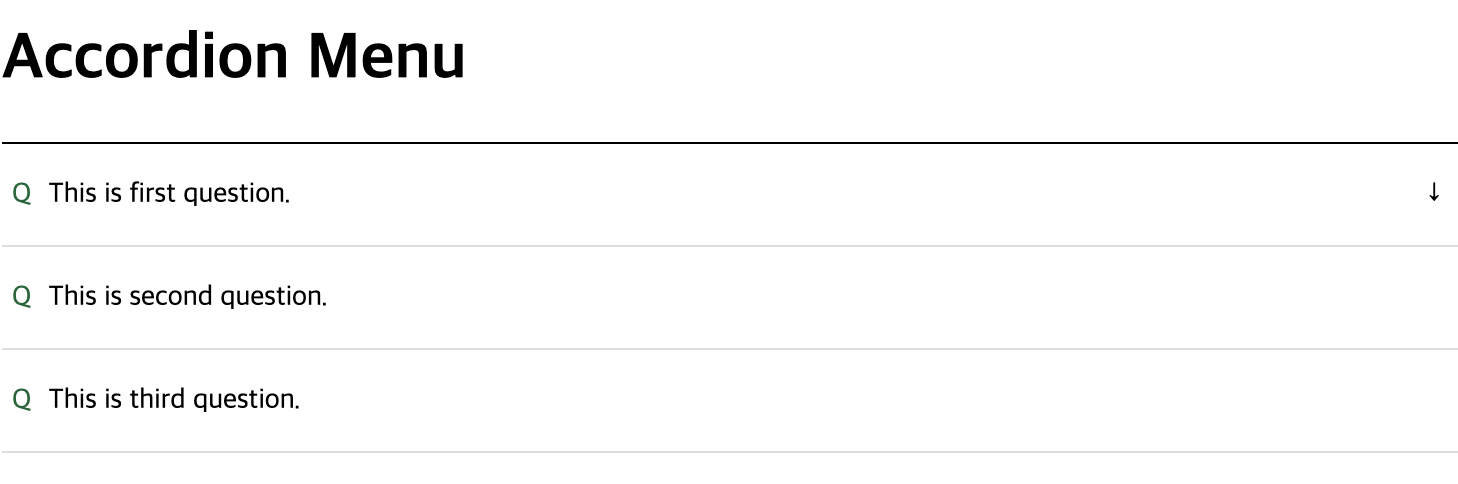 Accordion Menu
Q This is first question. ↓
Q This is second question.
Q This is third question.